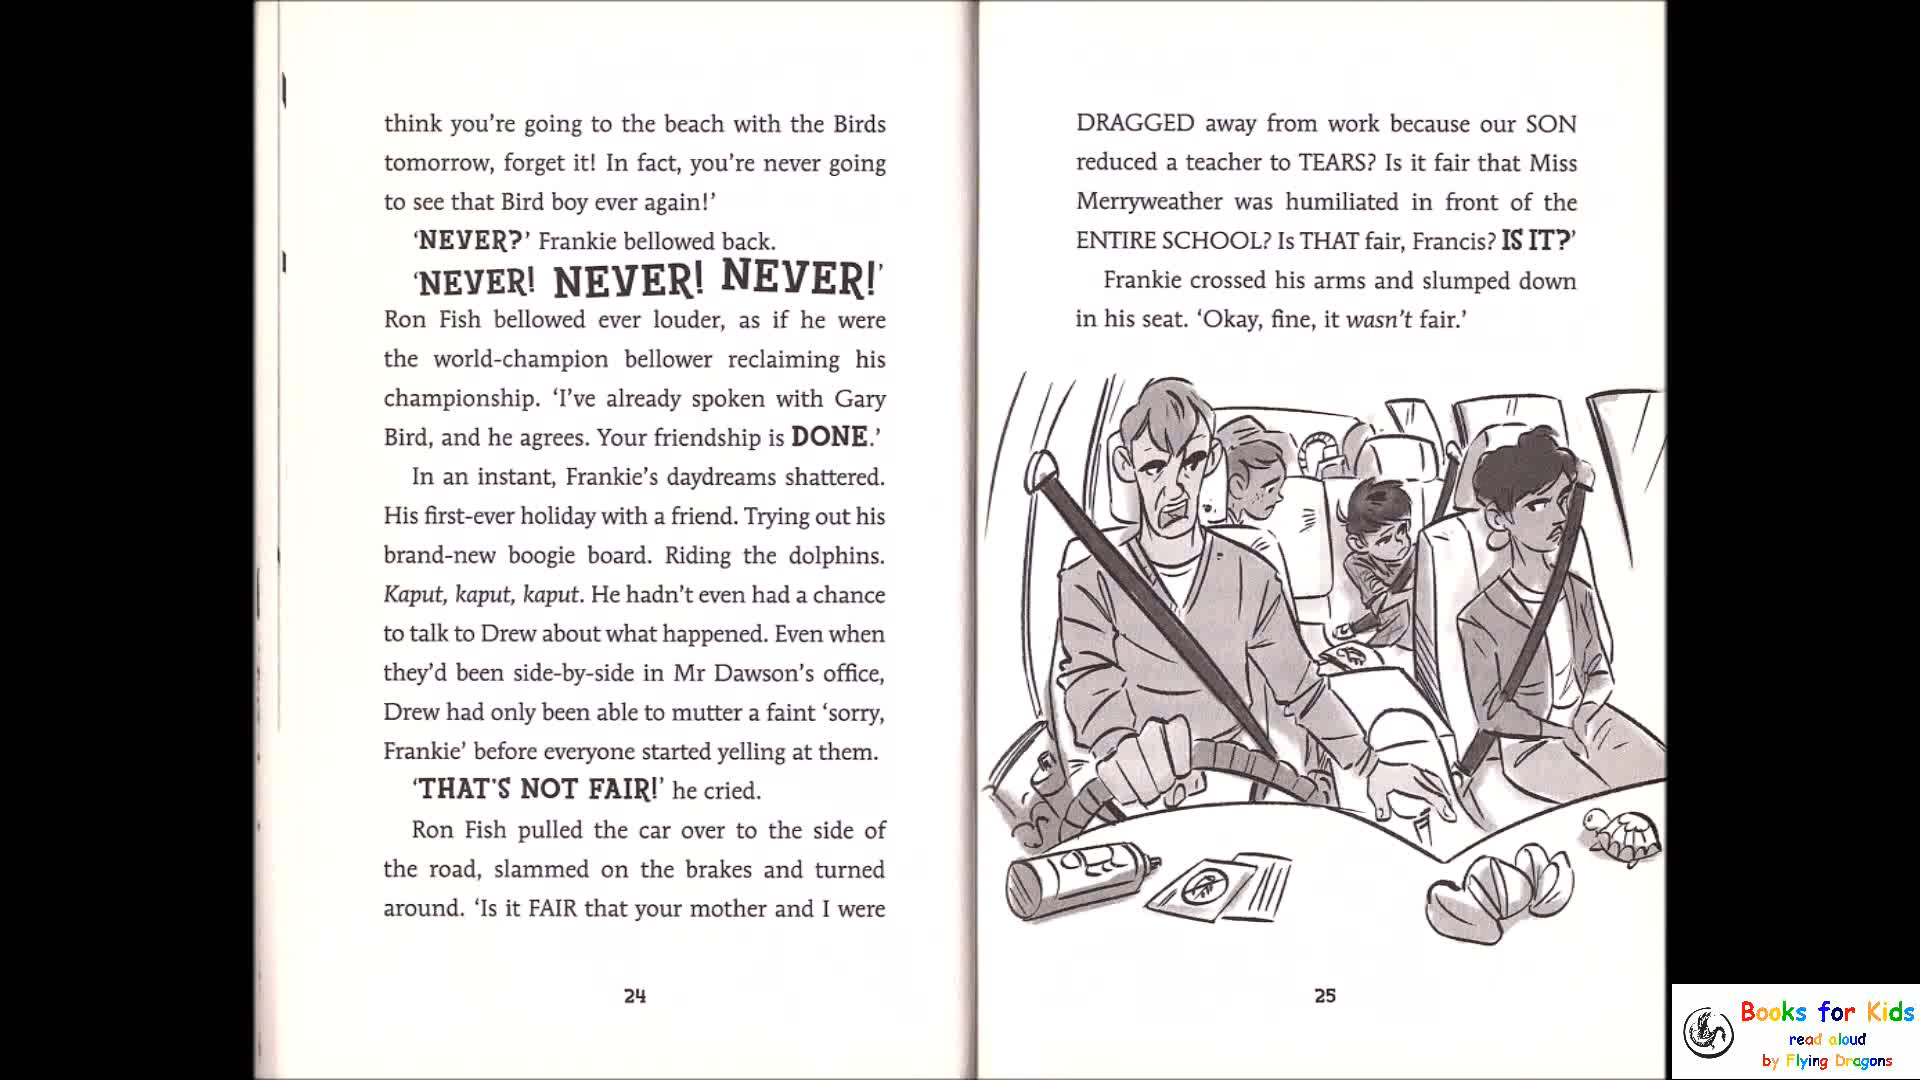 think you’re going to the beach with the Birds
tomorrow, forget it! In fact, you’re never going
to see that Bird boy ever again!’
‘NEVER?’ Frankie bellowed back.
‘NEVER! NEVER! NEVER!’
Ron Fish bellowed ever louder, as if he were
the world-champion bellower reclaiming his
championship. ‘I’ve already spoken with Gary
Bird, and he agrees. Your friendship is DONE.’
In an instant, Frankie’s daydreams shattered.
His first-ever holiday with a friend. Trying out his
brand-new boogie board. Riding the dolphins.
Kaput, kaput, kaput. He hadn’t even had a chance
to talk to Drew about what happened. Even when
they’d been side-by-side in Mr Dawson’s office,
Drew had only been able to mutter a faint ‘sorry,
Frankie’ before everyone started yelling at them.
‘THAT’S NOT FAIR!’ he cried.
Ron Fish pulled the car over to the side of
the road, slammed on the brakes and turned
around. ‘Is it FAIR that your mother and I were
24
DRAGGED away from work because our SON
reduced a teacher to TEARS? Is it fair that Miss
Merryweather was humiliated in front of the
ENTIRE SCHOOL? Is THAT fair, Francis? IS IT?’
Frankie crossed his arms and slumped down
in his seat. ‘Okay, fine, it wasn’t fair.’
25
Books for Kids
read aloud
by Flying Dragons